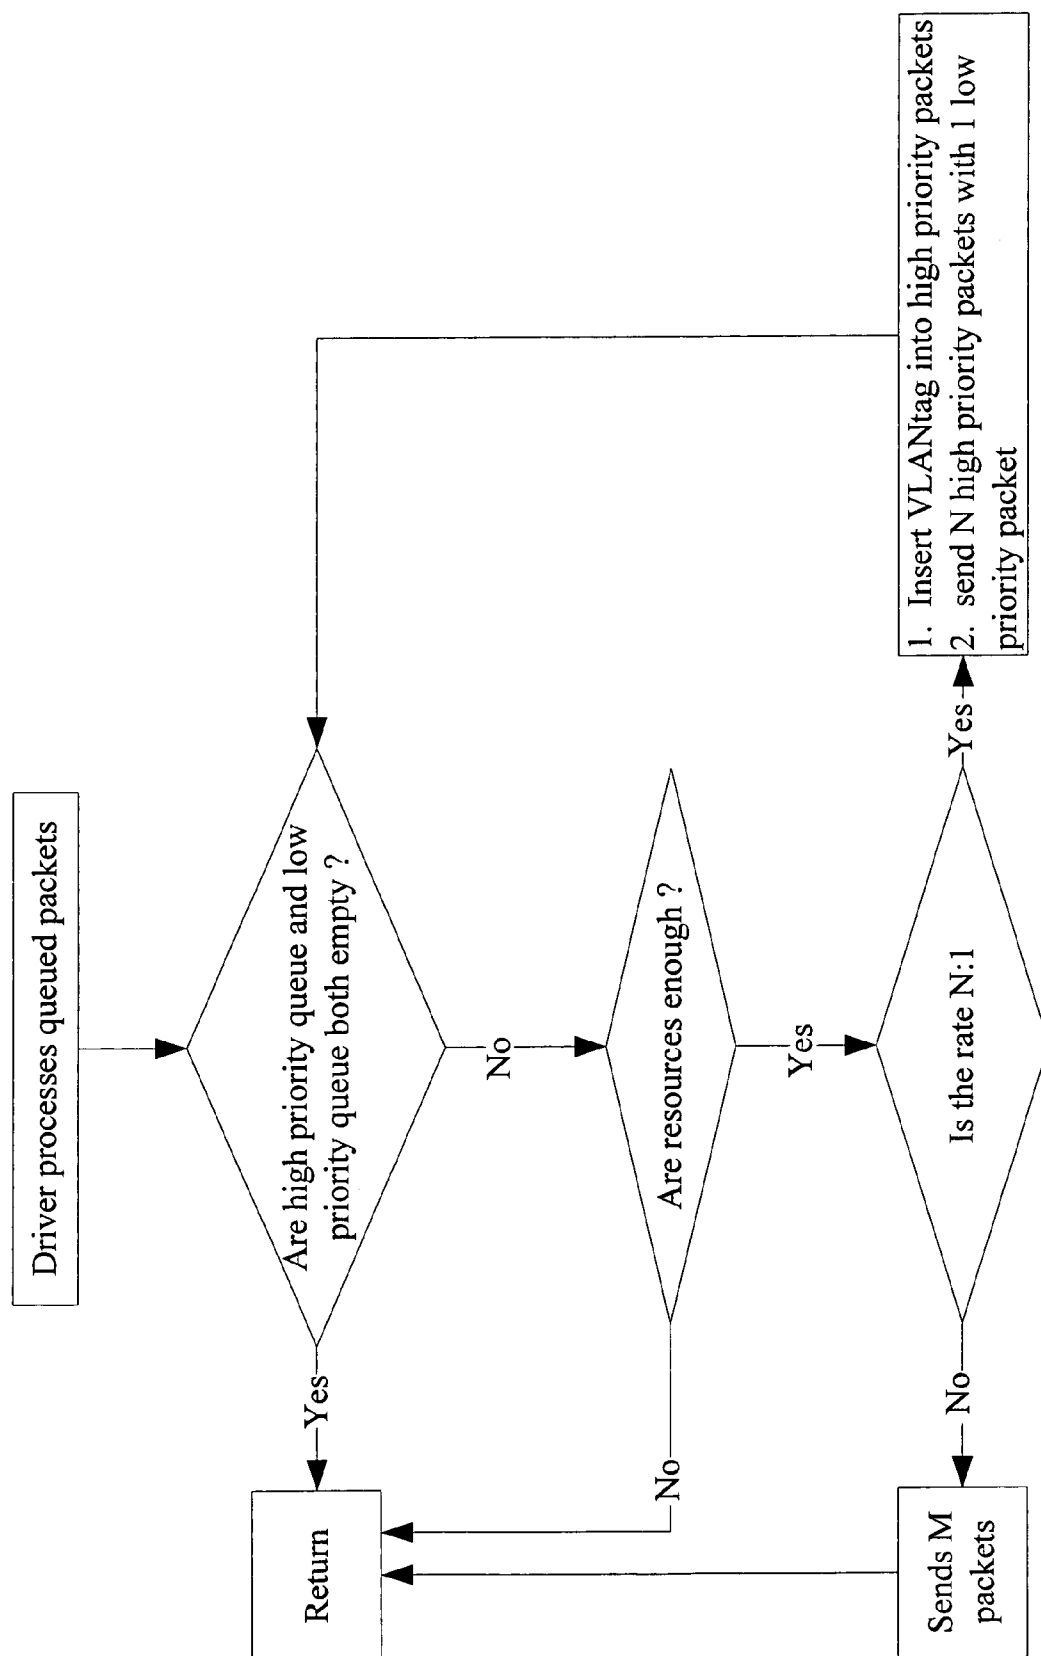 Driver processes queued packets
Are high priority queue and low
priority queue both empty ?
Yes
Return
No
Are resources enough ?
No
Yes
Is the rate N:1
No
Sends M
packets
Yes
1. Insert VLANtag into high priority packets
2. send N high priority packets with 1 low
priority packet